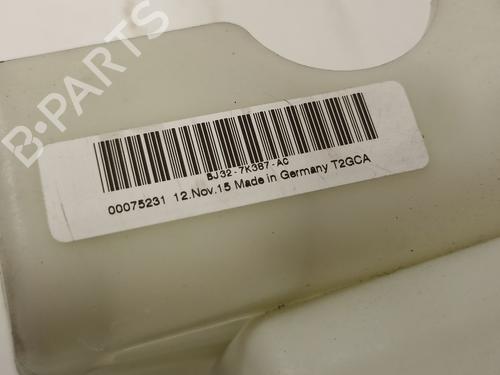 B-PARTS
BJ32-7K387-AC
00075231 12.Nov.15 Made in Germany T2GCA